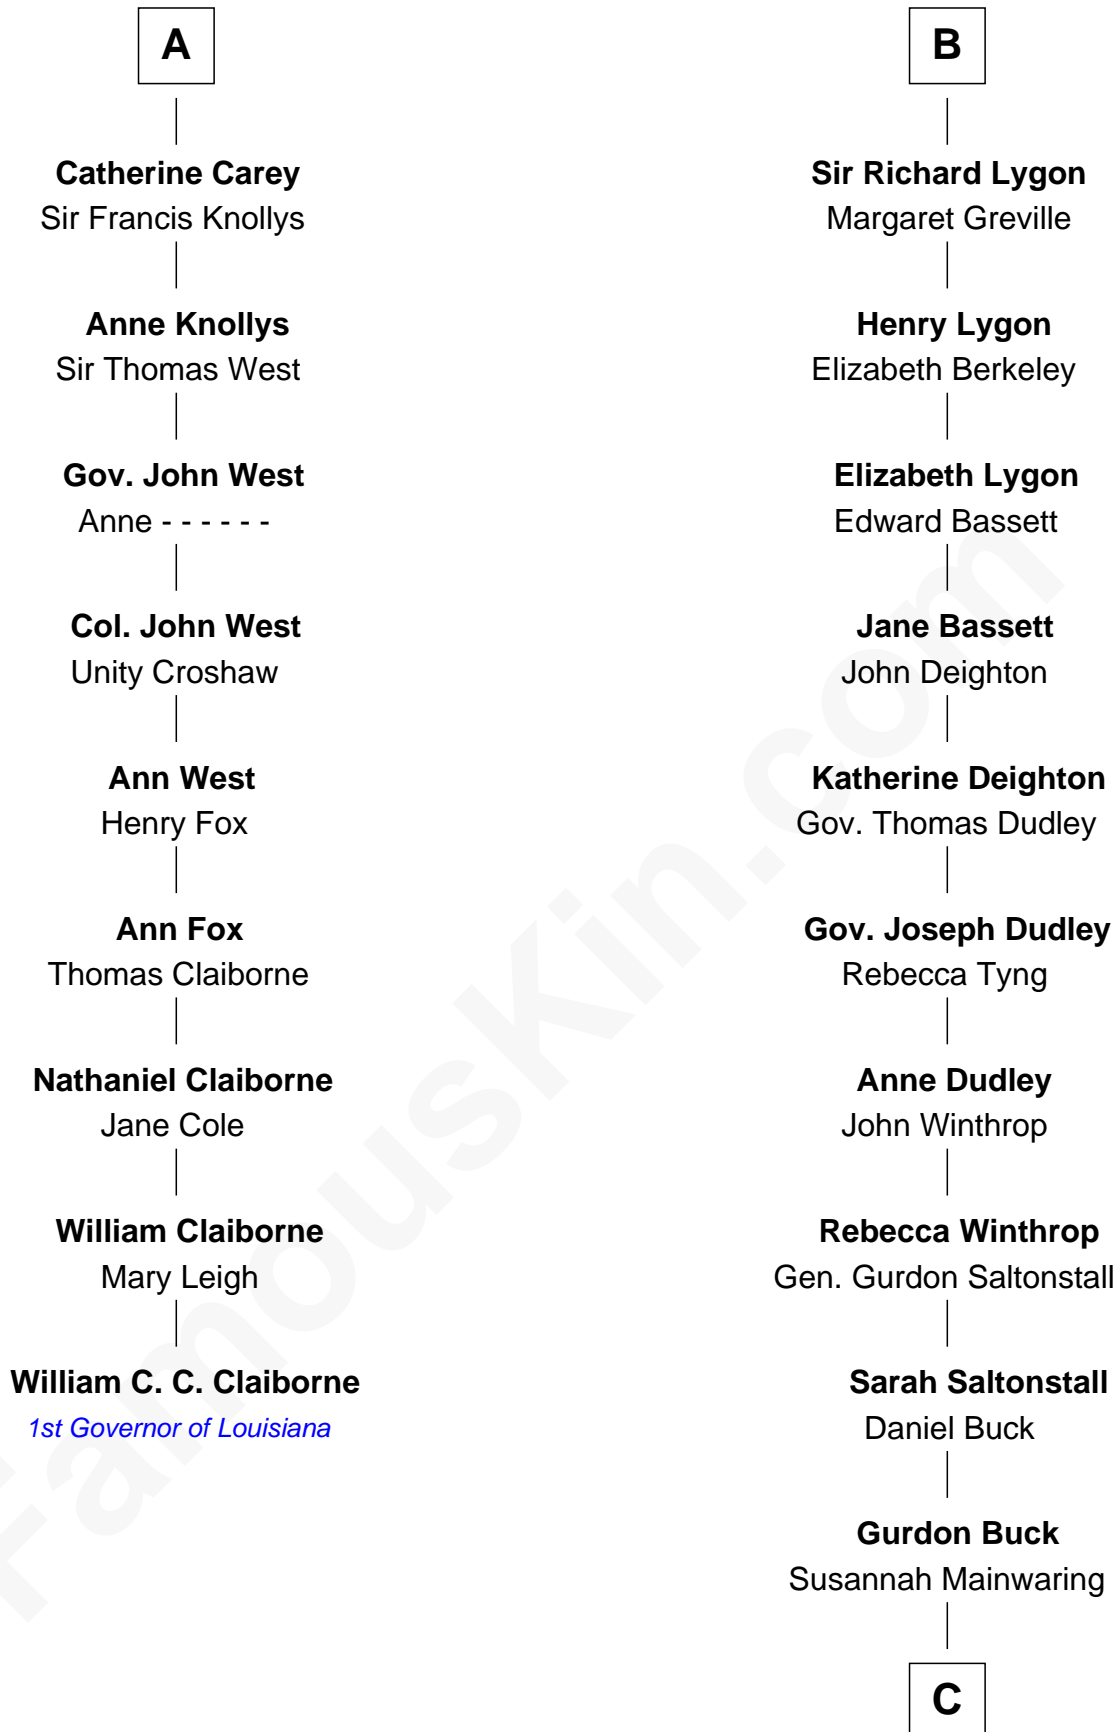 A
Catherine Carey
Sir Francis Knollys
Anne Knollys
Sir Thomas West
Gov. John West
Anne - - - - - -
Col. John West
Unity Croshaw
Ann West
Henry Fox
Ann Fox
Thomas Claiborne
Nathaniel Claiborne
Jane Cole
William Claiborne
Mary Leigh
William C. C. Claiborne
1st Governor of Louisiana
B
Sir Richard Lygon
Margaret Greville
Henry Lygon
Elizabeth Berkeley
Elizabeth Lygon
Edward Bassett
Jane Bassett
John Deighton
Katherine Deighton
Gov. Thomas Dudley
Gov. Joseph Dudley
Rebecca Tyng
Anne Dudley
John Winthrop
Rebecca Winthrop
Gen. Gurdon Saltonstall
Sarah Saltonstall
Daniel Buck
Gurdon Buck
Susannah Mainwaring
C
FamousKin.com